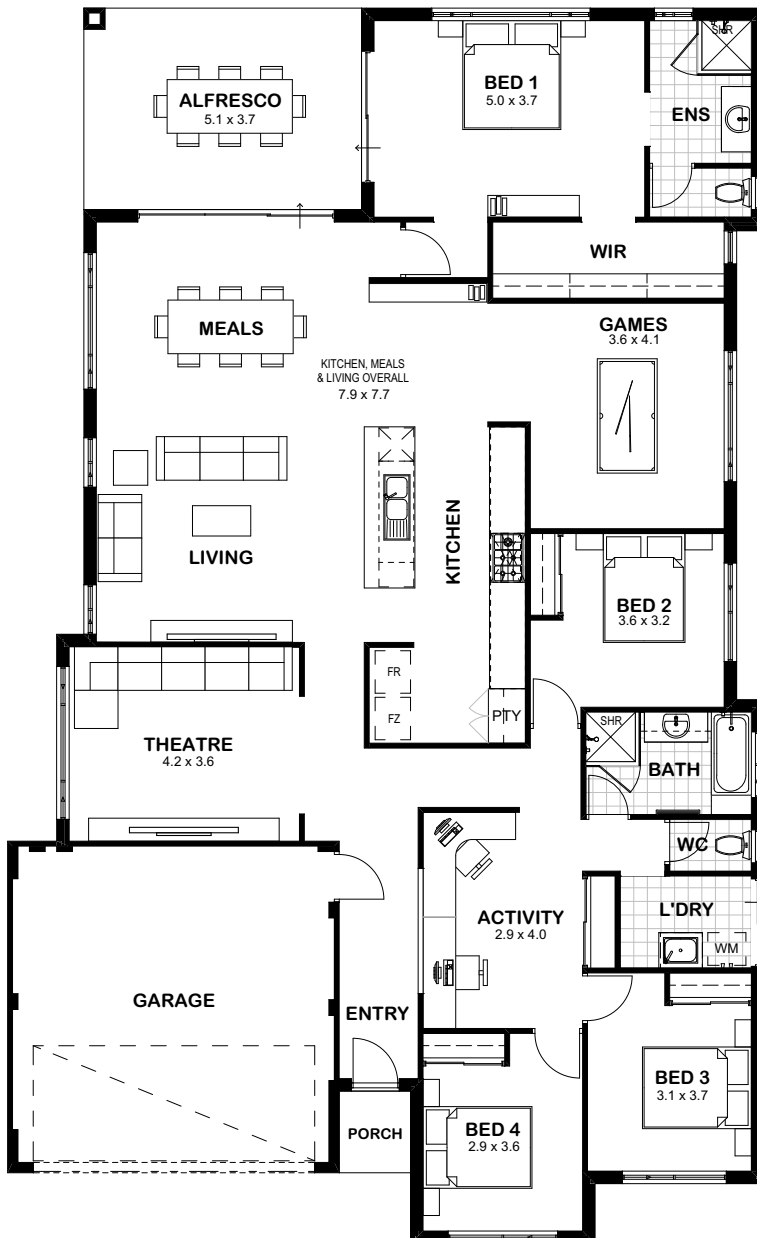 SHR
BED 1
5.0 x 3.7
ALFRESCO
5.1 x 3.7
ENS
WIR
MEALS
GAMES
3.6 x 4.1
KITCHEN, MEALS
& LIVING OVERALL
7.9 x 7.7
KITCHEN
LIVING
BED 2
3.6 x 3.2
FR
FZ
PTY
THEATRE
4.2 x 3.6
SHR
BATH
WC
L'DRY
WM
ACTIVITY
2.9 x 4.0
GARAGE
ENTRY
BED 3
3.1 x 3.7
PORCH
BED 4
2.9 x 3.6